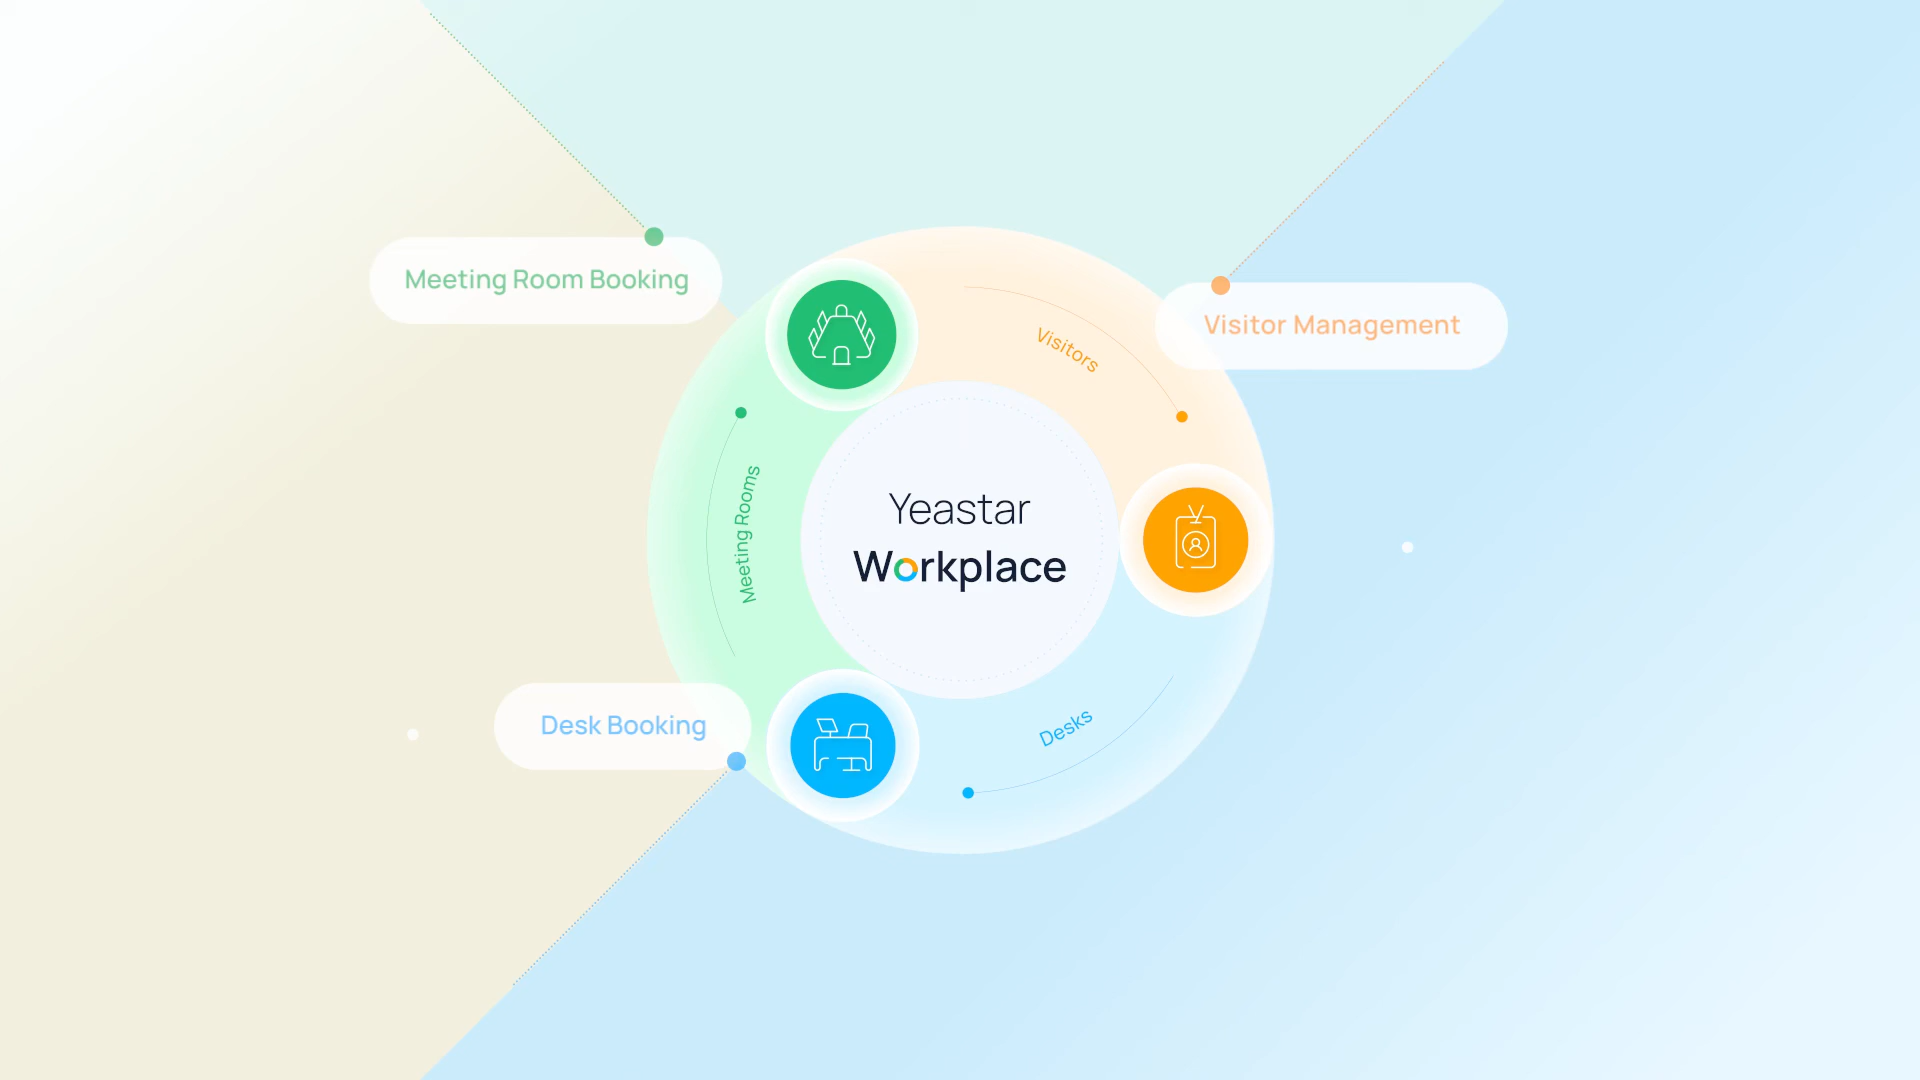 Meeting Room Booking
Visitor Management
Visitors
Meeting Rooms
Yeastar
Workplace
Desk Booking
Desks